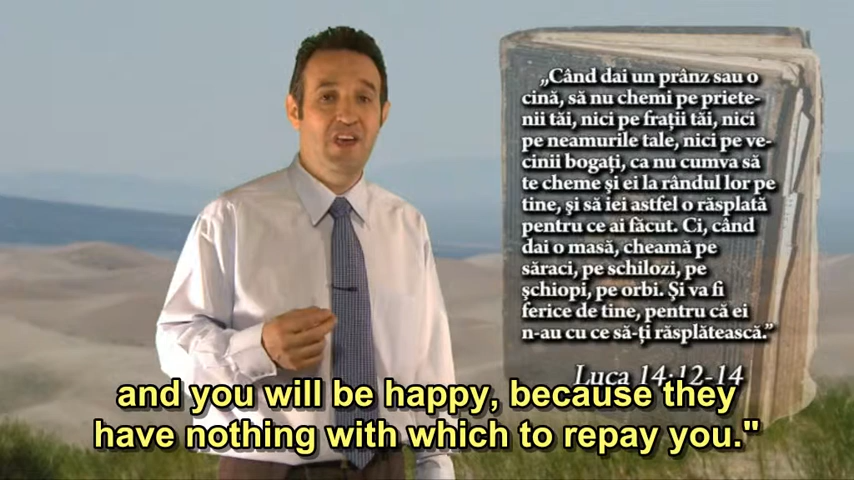 „Când dai un prânz sau o
cină, să nu chemi pe priete-
nii tăi, nici pe frații tăi, nici
pe neamurile tale, nici pe ve-
cinii bogați, ca nu cumva să
te cheme şi ei la rândul lor pe
tine, şi să iei astfel o răsplată
pentru ce ai făcut. Ci, când
dai o masă, cheamă pe
săraci, pe schilozi, pe
şchiopi, pe orbi. Şi va fi
ferice de tine, pentru că ei
n-au cu ce să-ți răsplătească.”
Luca 14:12-14
and you will be happy, because they
have nothing with which to repay you."